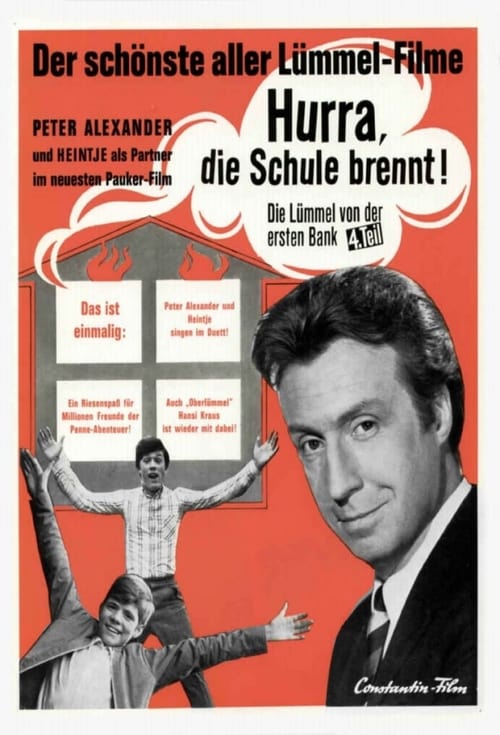 Der schönste aller Lümmel-Filme
PETER ALEXANDER
und HEINTJE als Partner
im neuesten Pauker-Film
Hurra,
die Schule brennt!
Die Lümmel von der
ersten Bank 4. Teil
Das ist
einmalig:
Peter Alexander und
Heintje
singen im Duett!
Ein Riesenspaß für
Millionen Freunde der
Penne-Abenteuer!
Auch „Oberlümmel"
Hansi Kraus
ist wieder mit dabei!
Constantin-Film